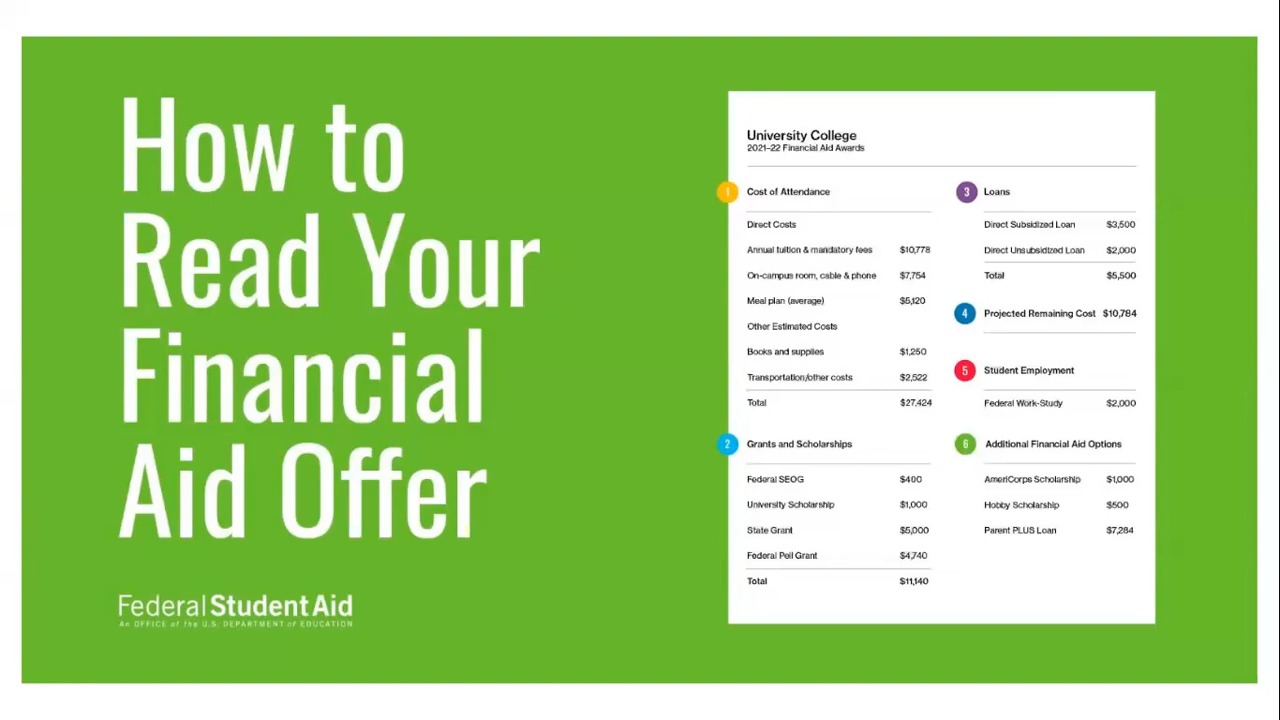 How to
Read Your
Financial
Aid Offer
Federal Student Aid
An OFFICE of the U.S. DEPARTMENT of EDUCATION
University College
2021–22 Financial Aid Awards
1 Cost of Attendance
Direct Costs
Annual tuition & mandatory fees $10,778
On-campus room, cable & phone $7,754
Meal plan (average) $5,120
Other Estimated Costs
Books and supplies $1,250
Transportation/other costs $2,522
Total $27,424
2 Grants and Scholarships
Federal SEOG $400
University Scholarship $1,000
State Grant $5,000
Federal Pell Grant $4,740
Total $11,140
3 Loans
Direct Subsidized Loan $3,500
Direct Unsubsidized Loan $2,000
Total $5,500
4 Projected Remaining Cost $10,784
5 Student Employment
Federal Work-Study $2,000
6 Additional Financial Aid Options
AmeriCorps Scholarship $1,000
Hobby Scholarship $500
Parent PLUS Loan $7,284